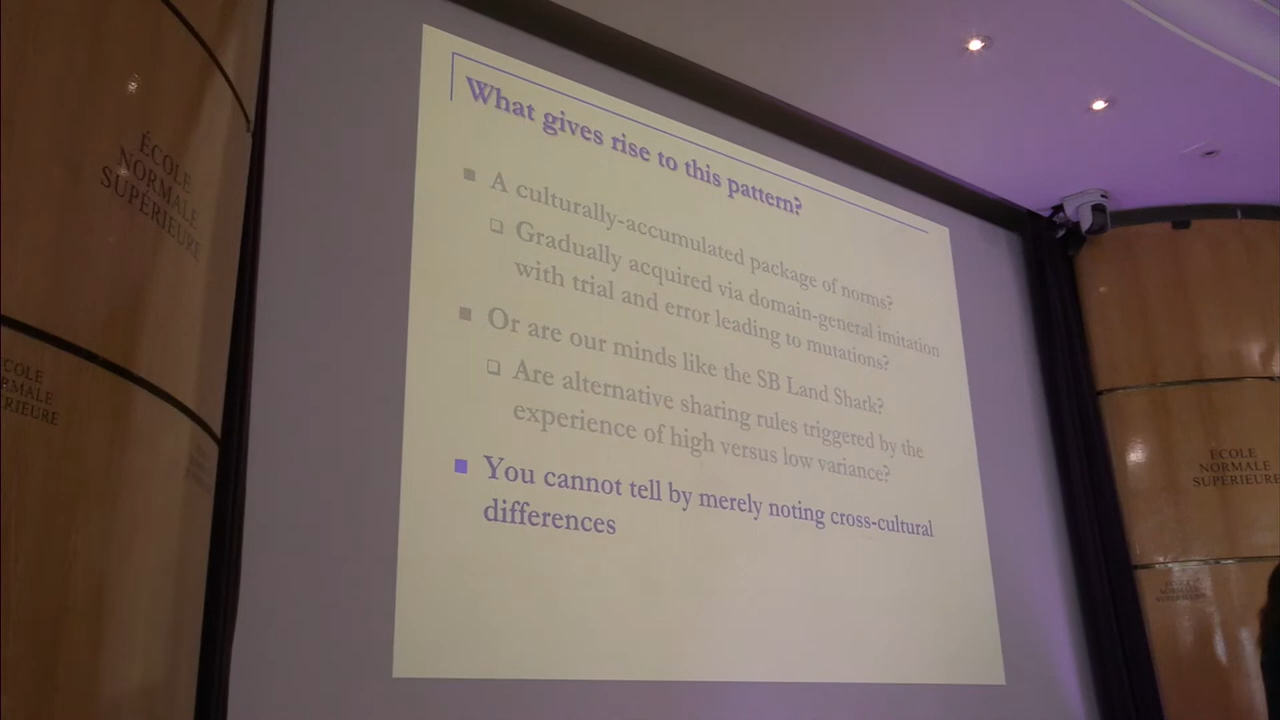 What gives rise to this pattern?
A culturally-accumulated package of norms?
Gradually acquired via domain-general imitation
with trial and error leading to mutations?
Or are our minds like the SB Land Shark?
Are alternative sharing rules triggered by the
experience of high versus low variance?
You cannot tell by merely noting cross-cultural
differences
ÉCOLE
NORMALE
SUPÉRIEURE
COLE
RMALE
RIEURE
ÉCOLE
NORMALE
SUPÉRIEURE